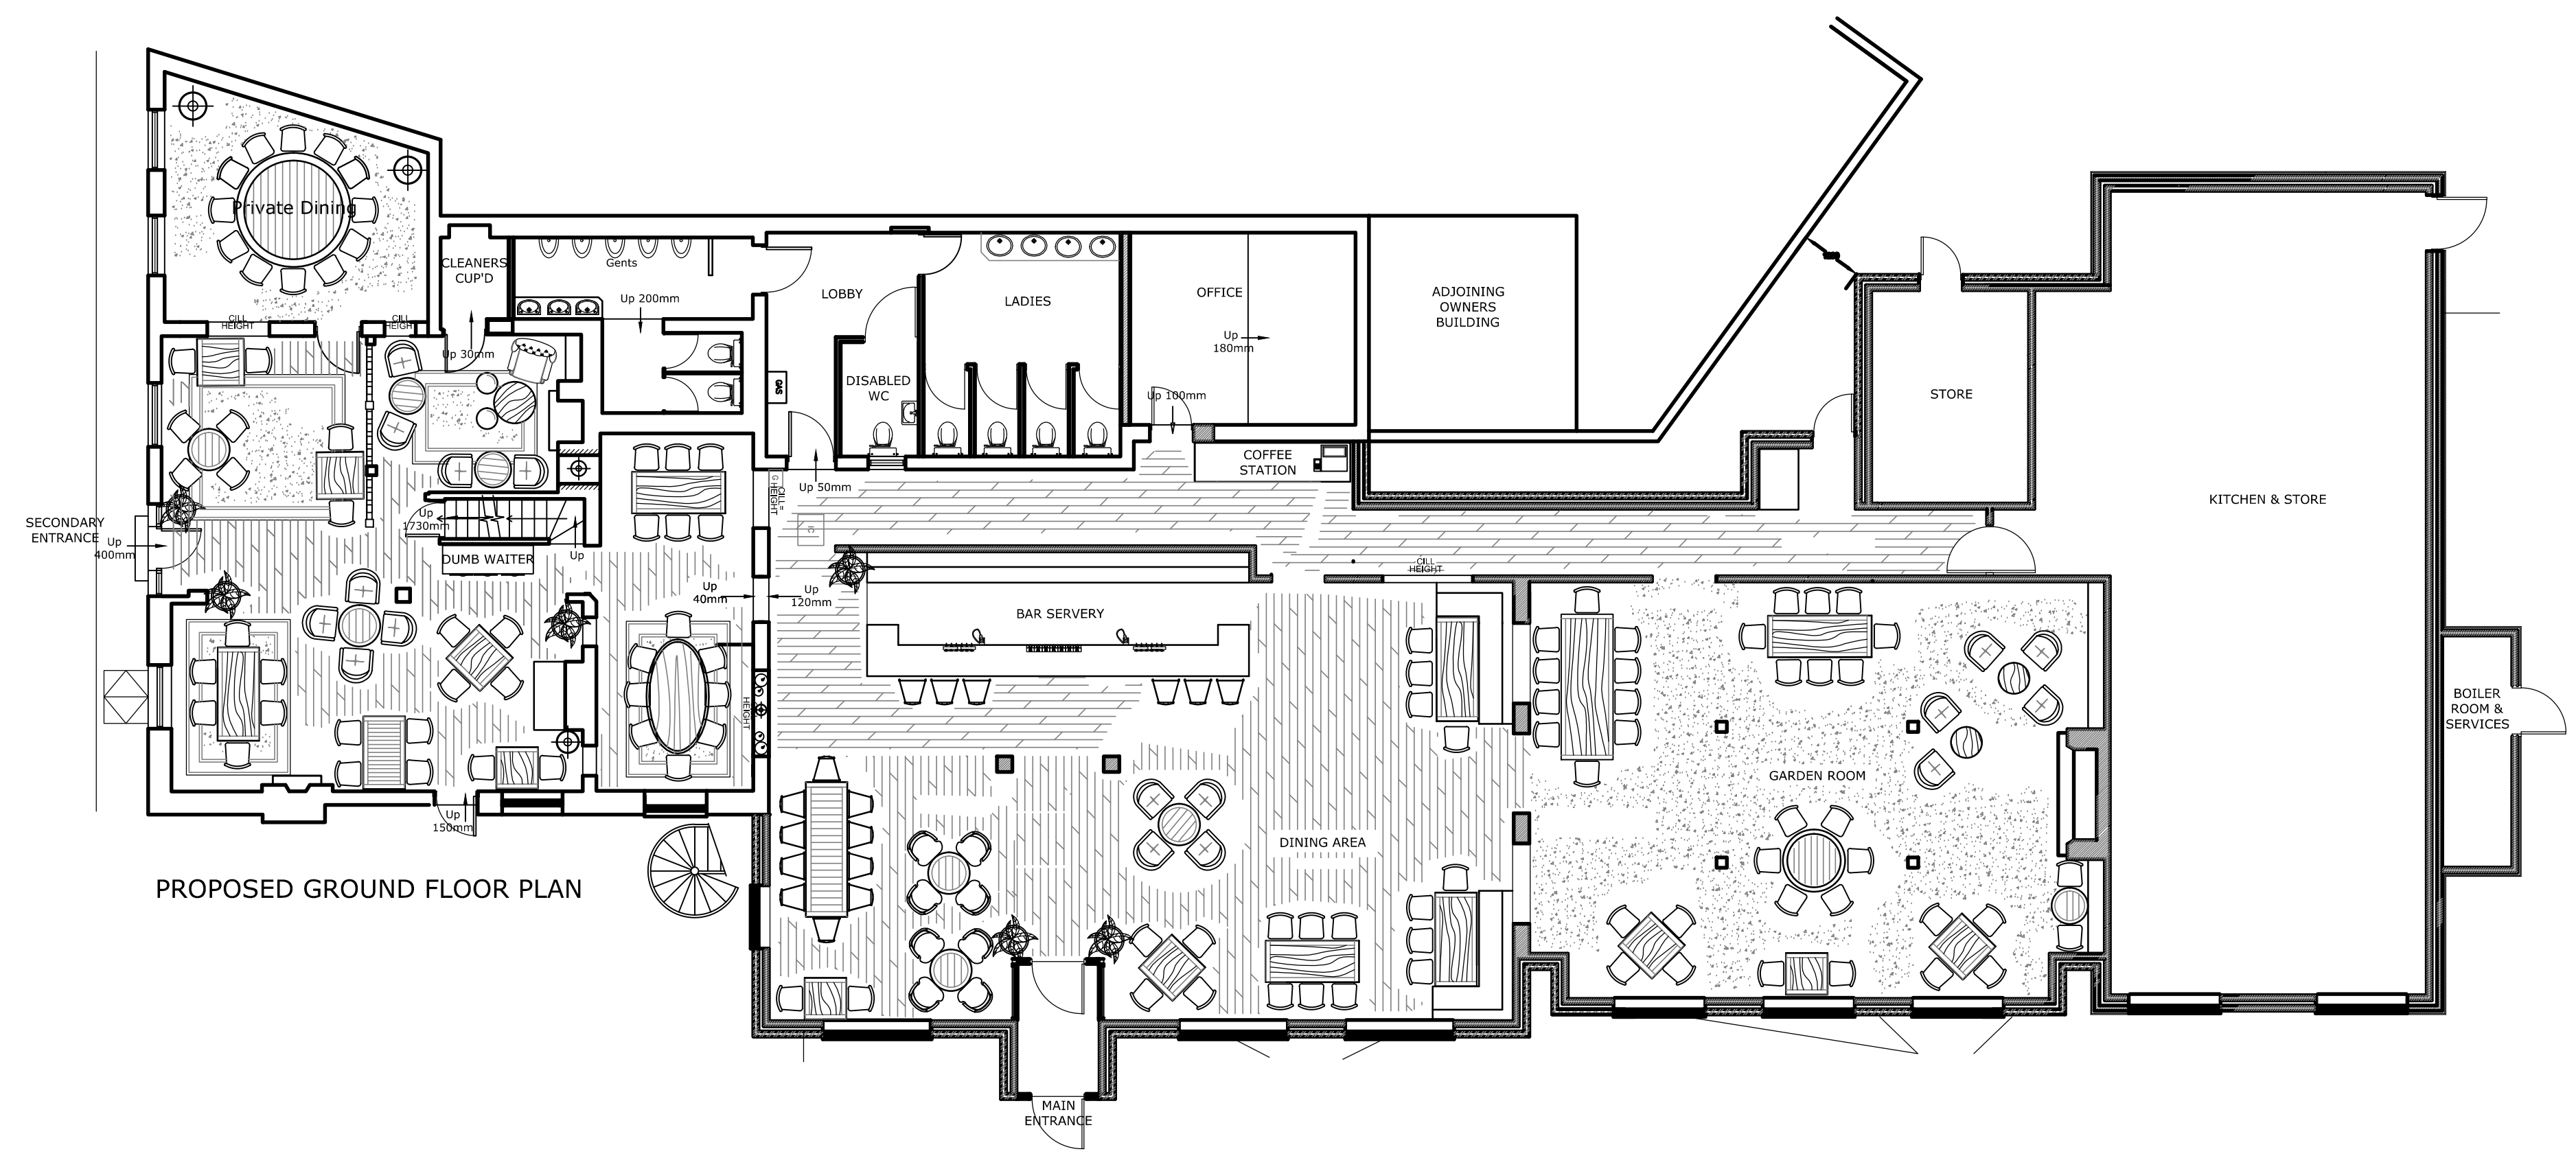 Private Dining
CLEANERS
CUP'D
Gents
Up 200mm
LOBBY
LADIES
OFFICE
Up
180mm
ADJOINING
OWNERS
BUILDING
CILL
HEIGHT
CILL
HEIGHT
Up 30mm
GAS
DISABLED
WC
Up 100mm
STORE
COFFEE
STATION
Up 50mm
CILL =
HEIGHT
KITCHEN & STORE
SECONDARY
ENTRANCE
Up
400mm
Up
1730mm
DUMB WAITER
Up
CILL
HEIGHT
Up
40mm
Up
120mm
BAR SERVERY
HEIGHT
BOILER
ROOM &
SERVICES
GARDEN ROOM
Up
150mm
DINING AREA
PROPOSED GROUND FLOOR PLAN
MAIN
ENTRANCE